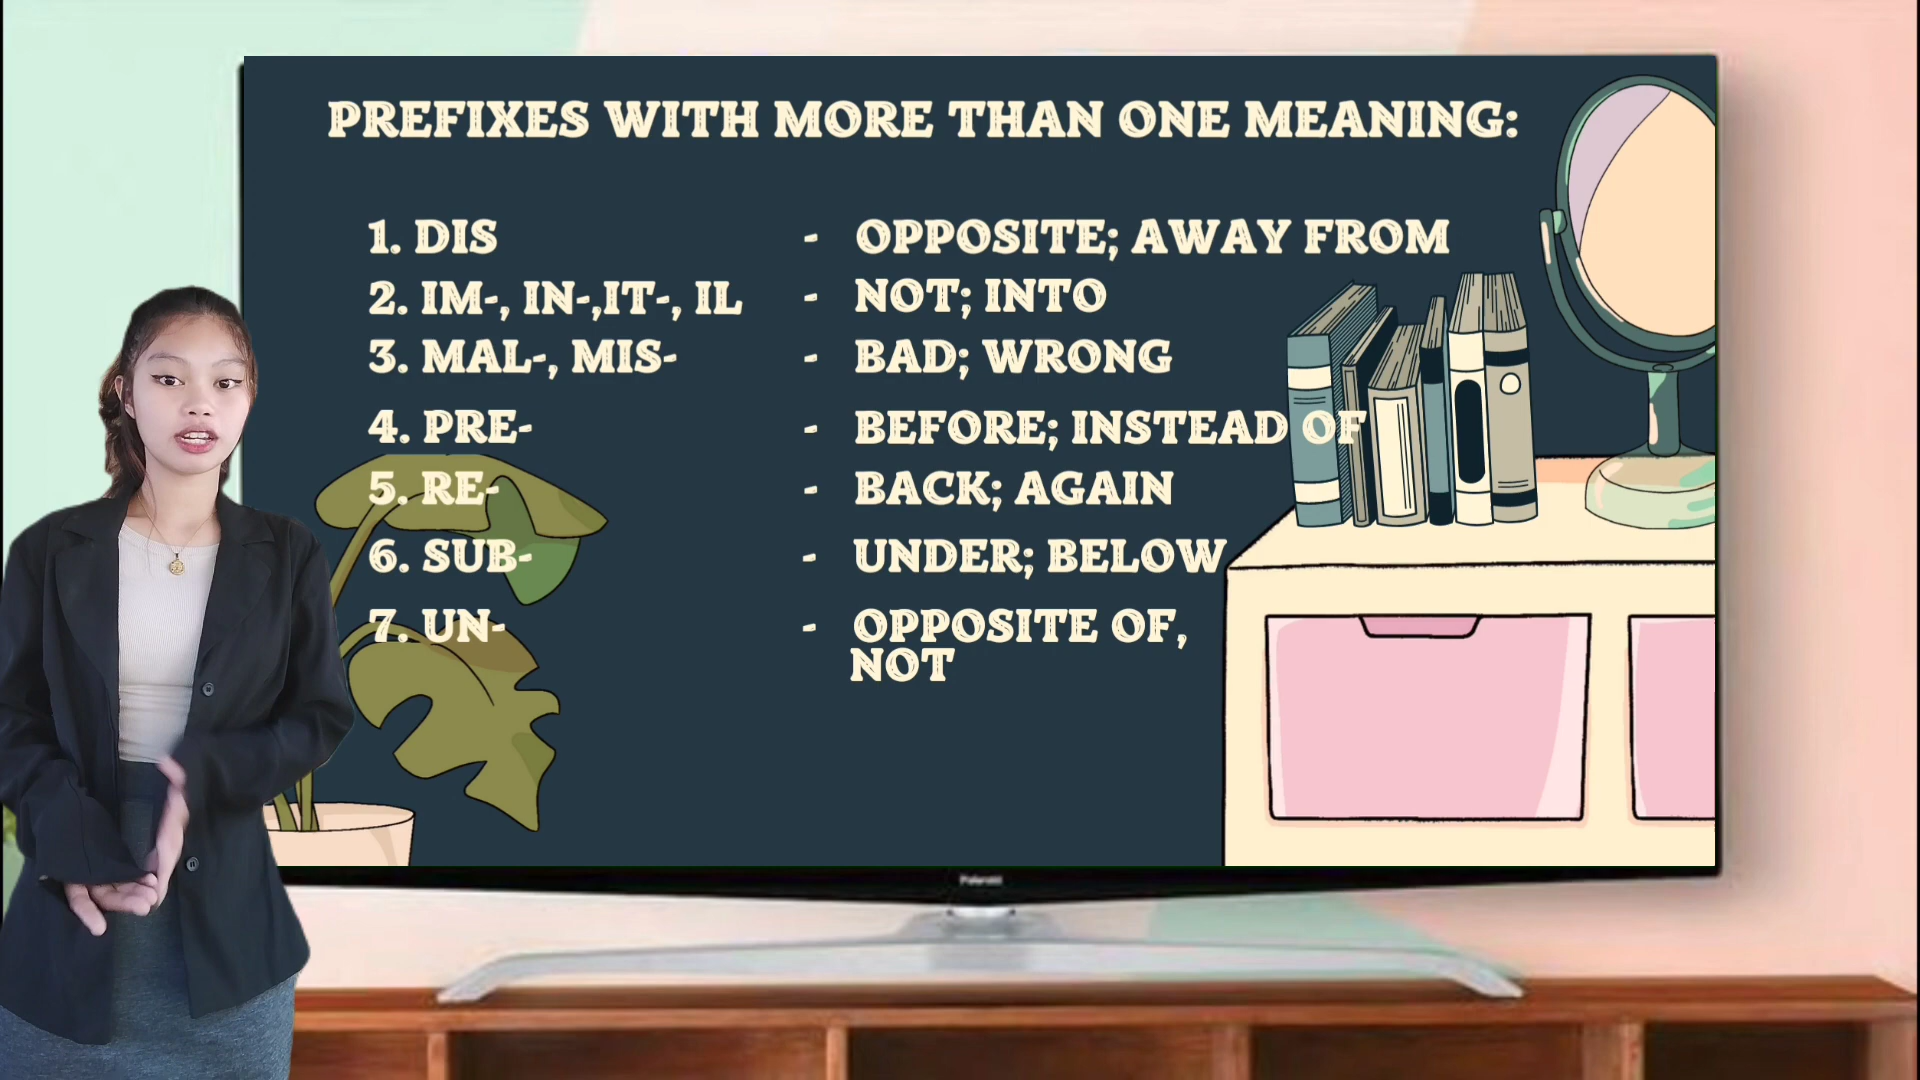 PREFIXES WITH MORE THAN ONE MEANING:
1. DIS - OPPOSITE; AWAY FROM
2. IM-, IN-,IT-, IL - NOT; INTO
3. MAL-, MIS- - BAD; WRONG
4. PRE- - BEFORE; INSTEAD OF
5. RE- - BACK; AGAIN
6. SUB- - UNDER; BELOW
7. UN- - OPPOSITE OF,
NOT
Polaroid